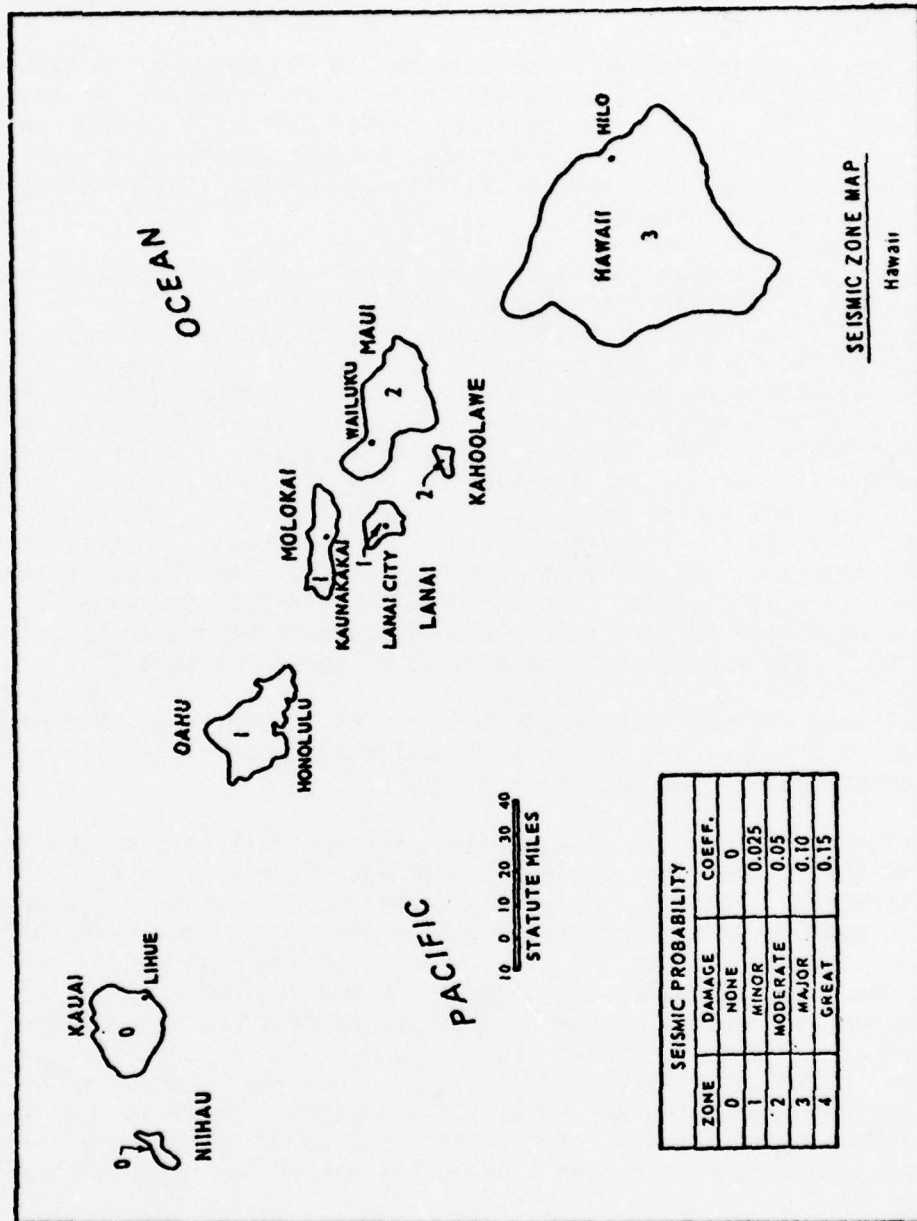 KAUAI
0
LIHUE
0
NIIHAU
OAHU
1
HONOLULU
MOLOKAI
1
KAUNAKAKAI
1
LANAI CITY
LANAI
WAILUKU
MAUI
2
2
KAHOOLAWE
HAWAII
3
HILO
PACIFIC
OCEAN
10 0 10 20 30 40
STATUTE MILES
SEISMIC PROBABILITY
ZONE DAMAGE COEFF.
0 NONE 0
1 MINOR 0.025
2 MODERATE 0.05
3 MAJOR 0.10
4 GREAT 0.15
SEISMIC ZONE MAP
Hawaii